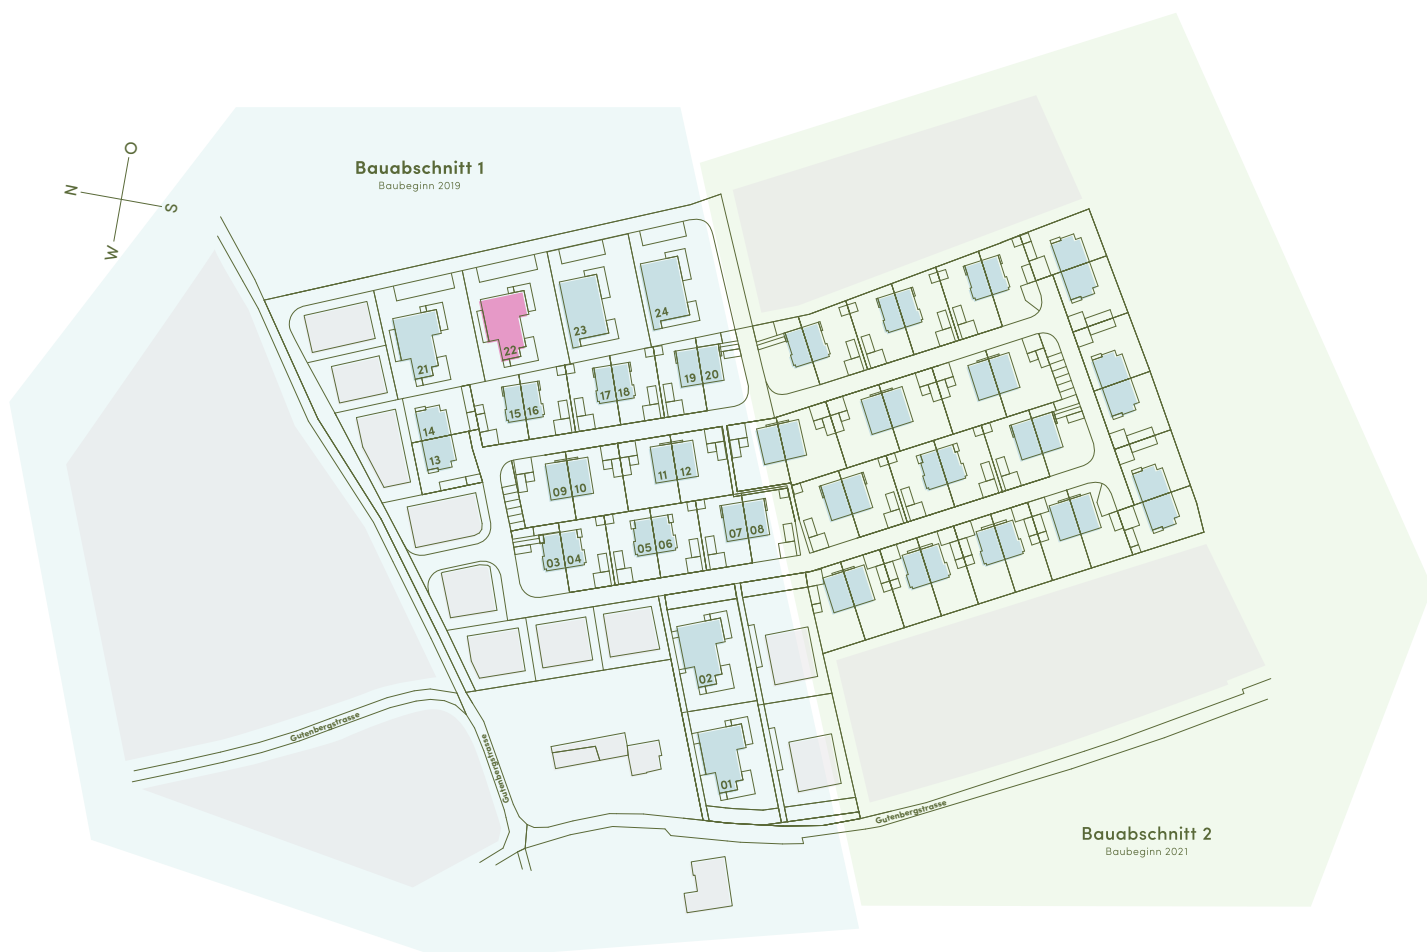 O
N
S
W
Bauabschnitt 1
Baubeginn 2019
24
23
22
21
19 20
17 18
15 16
14
13
11 12
09 10
07 08
05 06
03 04
02
01
Gutenbergstrasse
Gutenbergstrasse
Gutenbergstrasse
Bauabschnitt 2
Baubeginn 2021